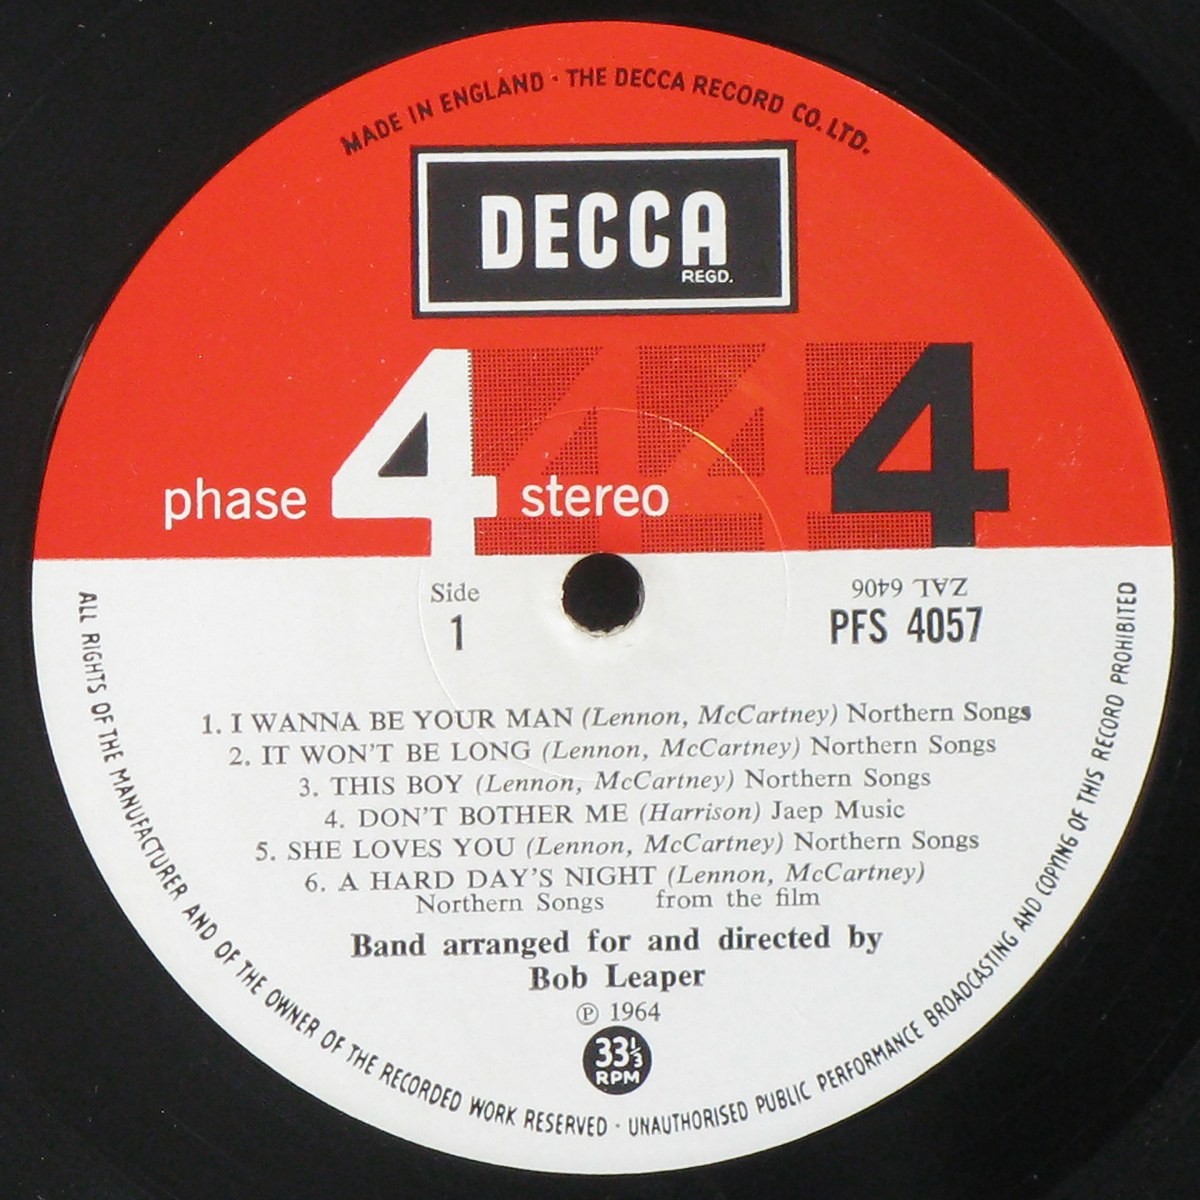 MADE IN ENGLAND · THE DECCA RECORD CO. LTD.
DECCA
REGD.
phase 4 stereo 4
Side
1
ZAL 6406
PFS 4057
1. I WANNA BE YOUR MAN (Lennon, McCartney) Northern Songs
2. IT WON'T BE LONG (Lennon, McCartney) Northern Songs
3. THIS BOY (Lennon, McCartney) Northern Songs
4. DON'T BOTHER ME (Harrison) Jaep Music
5. SHE LOVES YOU (Lennon, McCartney) Northern Songs
6. A HARD DAY'S NIGHT (Lennon, McCartney)
Northern Songs from the film
Band arranged for and directed by
Bob Leaper
℗ 1964
33⅓
RPM
ALL RIGHTS OF THE MANUFACTURER AND OF THE OWNER OF THE RECORDED WORK RESERVED · UNAUTHORISED PUBLIC PERFORMANCE BROADCASTING AND COPYING OF THIS RECORD PROHIBITED